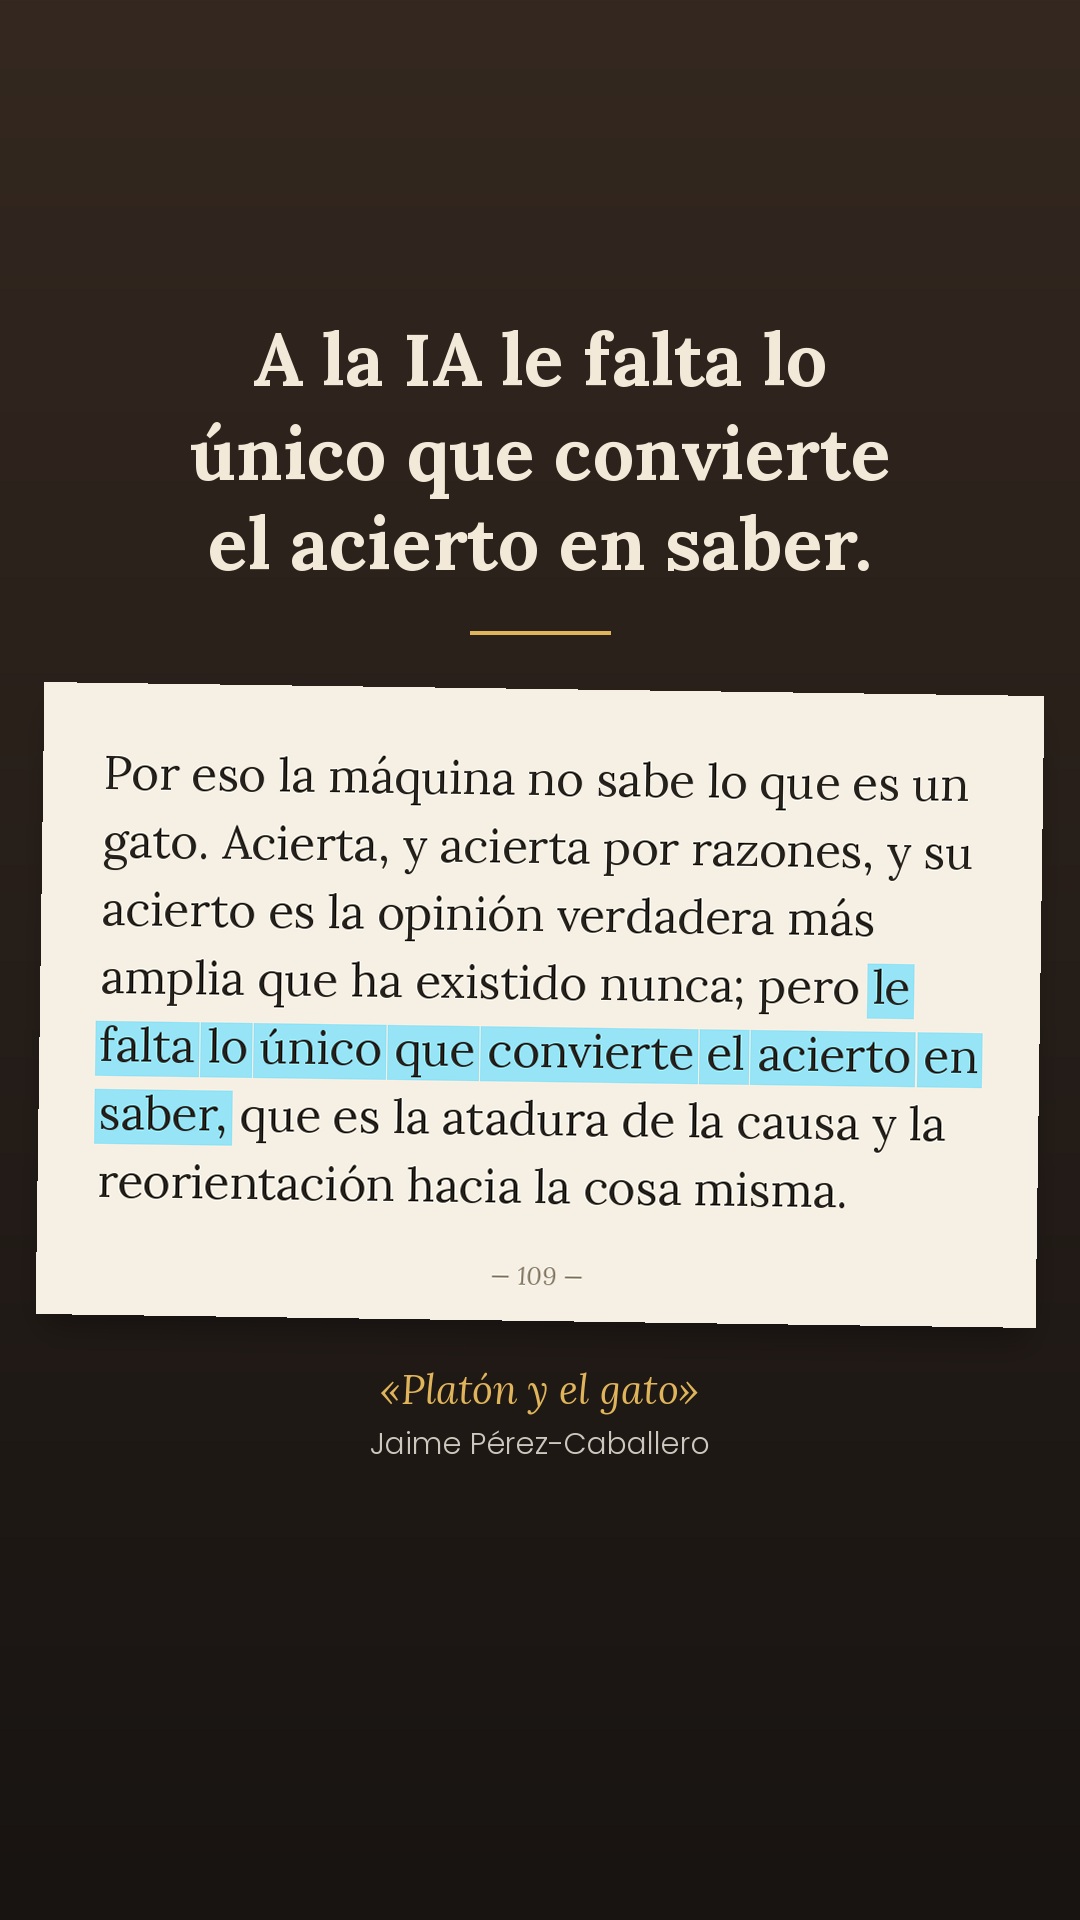 A la IA le falta lo
único que convierte
el acierto en saber.
Por eso la máquina no sabe lo que es un
gato. Acierta, y acierta por razones, y su
acierto es la opinión verdadera más
amplia que ha existido nunca; pero le
falta lo único que convierte el acierto en
saber, que es la atadura de la causa y la
reorientación hacia la cosa misma.
— 109 —
«Platón y el gato»
Jaime Pérez-Caballero